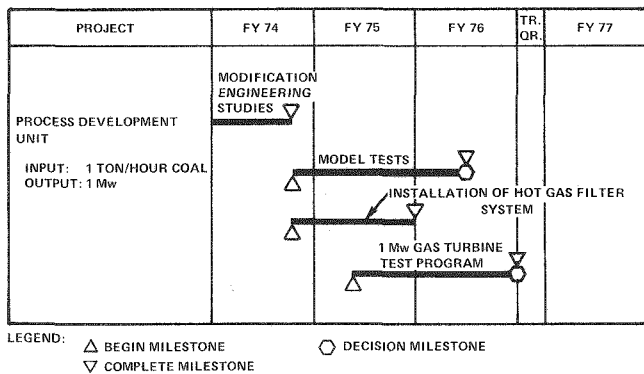 PROJECT
FY 74
FY 75
FY 76
TR.
QR.
FY 77
MODIFICATION
ENGINEERING
STUDIES
PROCESS DEVELOPMENT
UNIT
INPUT: 1 TON/HOUR COAL
OUTPUT: 1 Mw
MODEL TESTS
INSTALLATION OF HOT GAS FILTER
SYSTEM
1 Mw GAS TURBINE
TEST PROGRAM
LEGEND:
BEGIN MILESTONE
DECISION MILESTONE
COMPLETE MILESTONE